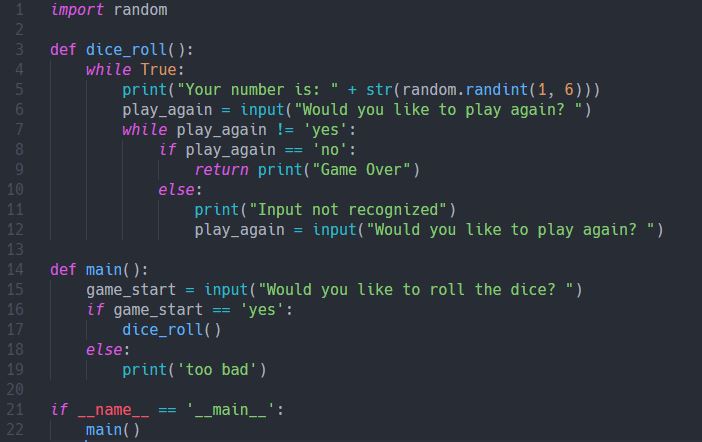 1 import random
2
3 def dice_roll():
4     while True:
5         print("Your number is: " + str(random.randint(1, 6)))
6         play_again = input("Would you like to play again? ")
7         while play_again != 'yes':
8             if play_again == 'no':
9                 return print("Game Over")
10             else:
11                 print("Input not recognized")
12                 play_again = input("Would you like to play again? ")
13
14 def main():
15     game_start = input("Would you like to roll the dice? ")
16     if game_start == 'yes':
17         dice_roll()
18     else:
19         print('too bad')
20
21 if __name__ == '__main__':
22     main()